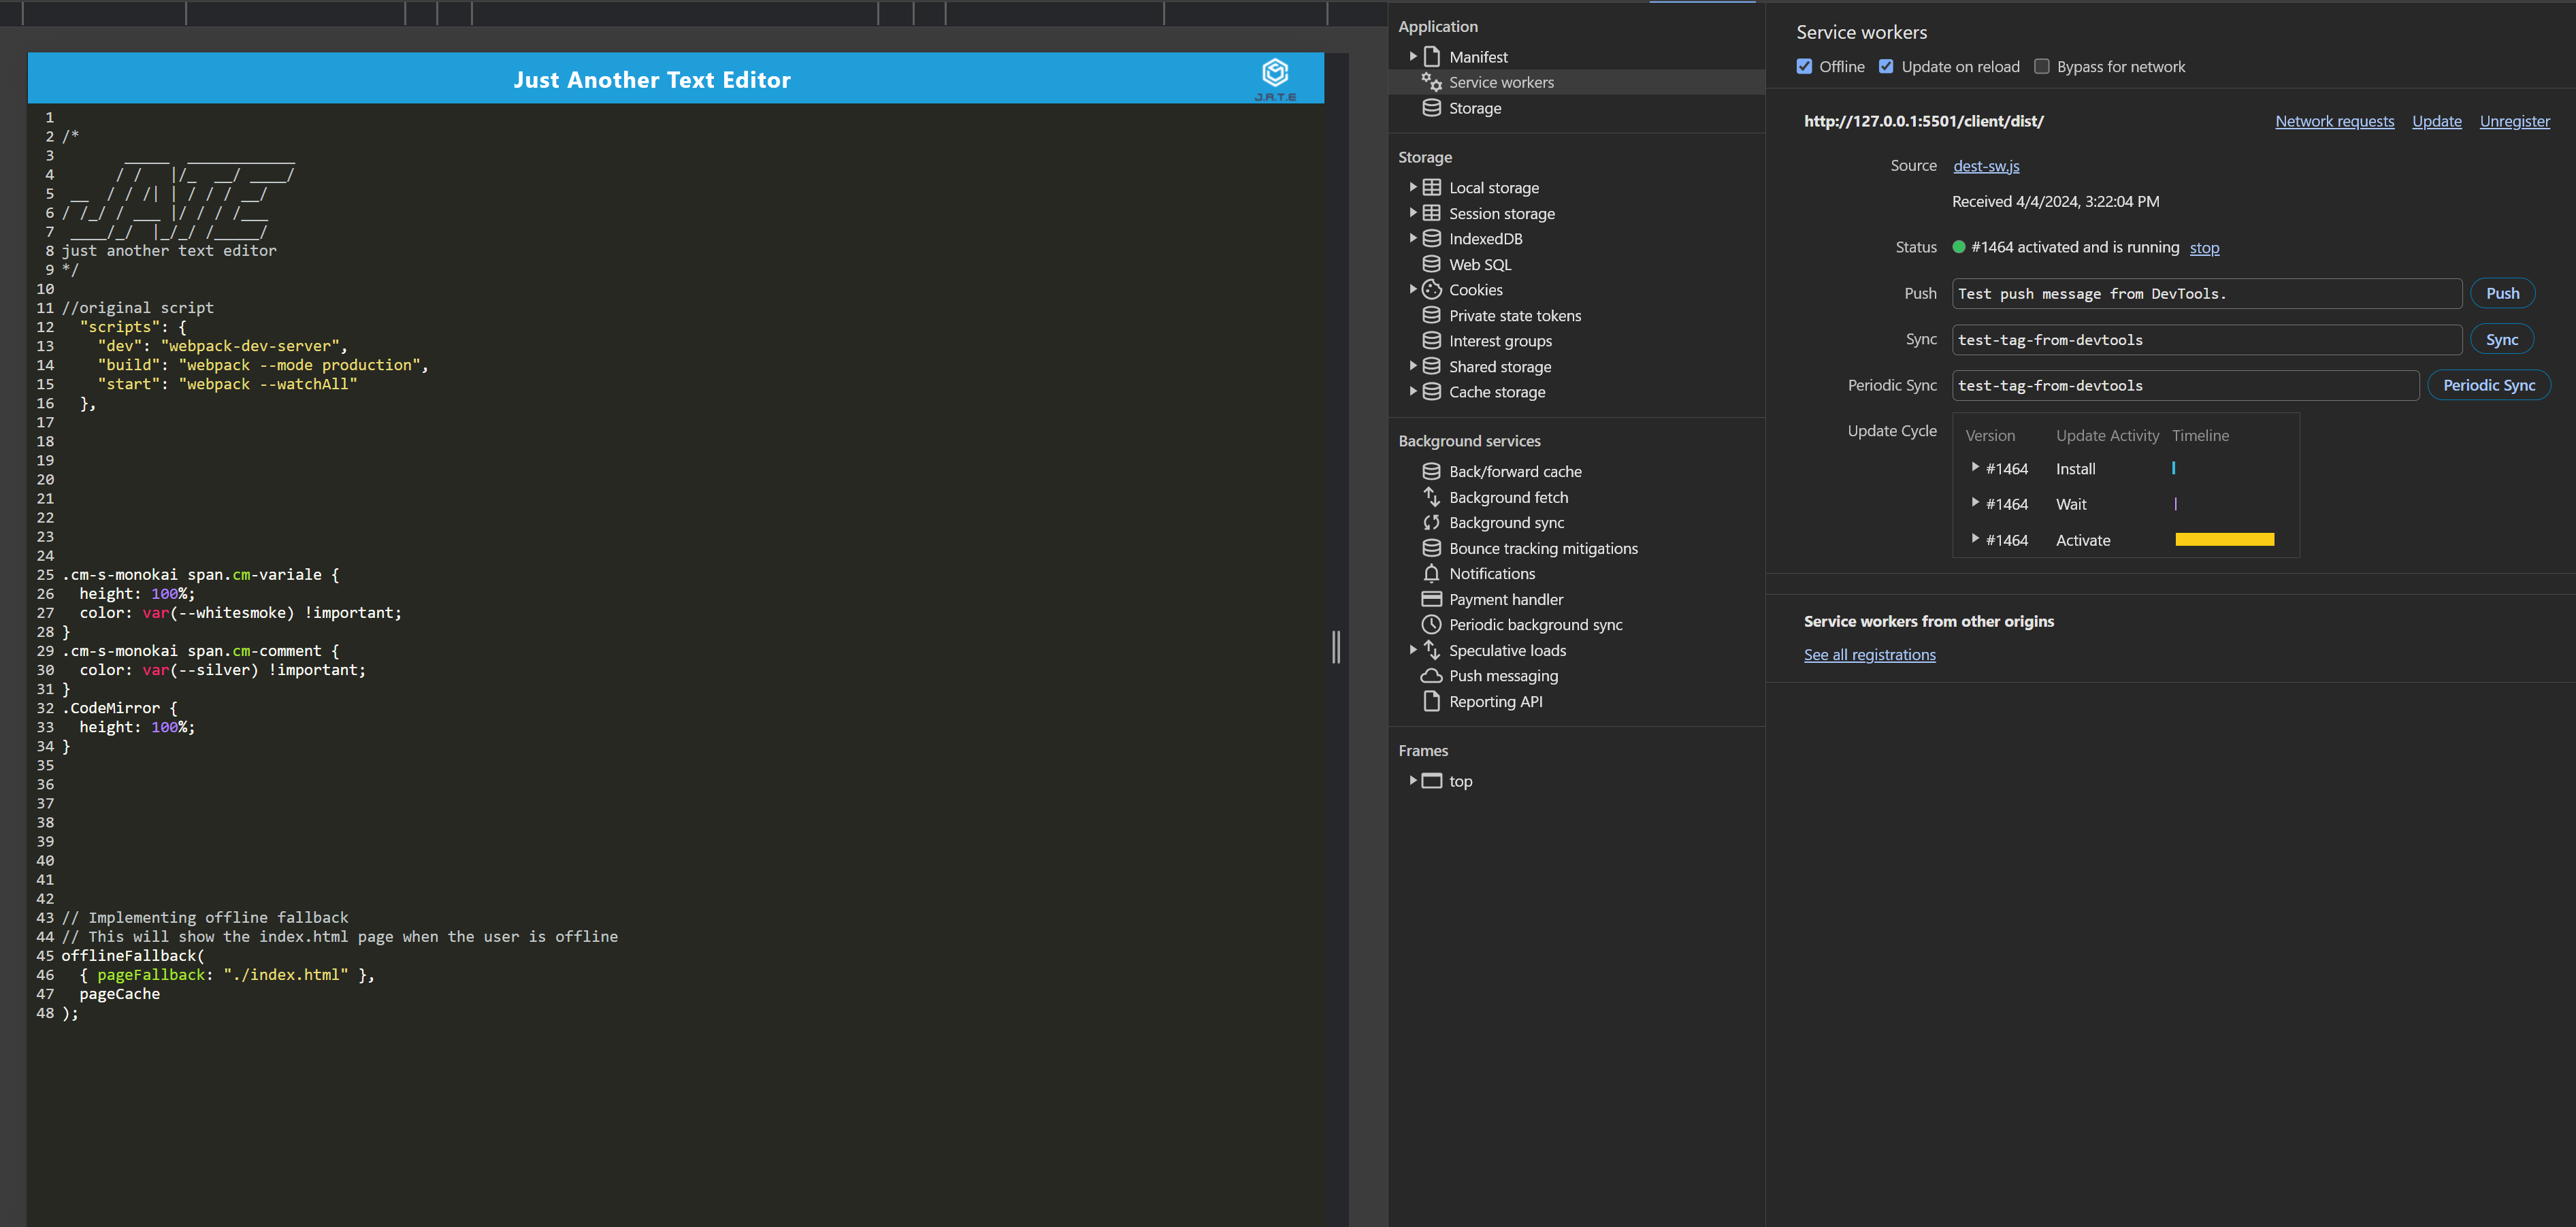 Just Another Text Editor
J.A.T.E
1
2 /*
3       _____  ____________
4      / /   |/_  __/ ____/
5 __  / / /| | / / / __/
6 / /_/ / ___ |/ / / /___
7 ____/_/  |_/_/ /_____/
8 just another text editor
9 */
10
11 //original script
12   "scripts": {
13     "dev": "webpack-dev-server",
14     "build": "webpack --mode production",
15     "start": "webpack --watchAll"
16   },
17
18
19
20
21
22
23
24
25 .cm-s-monokai span.cm-variale {
26   height: 100%;
27   color: var(--whitesmoke) !important;
28 }
29 .cm-s-monokai span.cm-comment {
30   color: var(--silver) !important;
31 }
32 .CodeMirror {
33   height: 100%;
34 }
35
36
37
38
39
40
41
42
43 // Implementing offline fallback
44 // This will show the index.html page when the user is offline
45 offlineFallback(
46   { pageFallback: "./index.html" },
47   pageCache
48 );
Application
Manifest
Service workers
Storage
Storage
Local storage
Session storage
IndexedDB
Web SQL
Cookies
Private state tokens
Interest groups
Shared storage
Cache storage
Background services
Back/forward cache
Background fetch
Background sync
Bounce tracking mitigations
Notifications
Payment handler
Periodic background sync
Speculative loads
Push messaging
Reporting API
Frames
top
Service workers
Offline Update on reload Bypass for network
http://127.0.0.1:5501/client/dist/ Network requests Update Unregister
Source dest-sw.js
Received 4/4/2024, 3:22:04 PM
Status #1464 activated and is running stop
Push Test push message from DevTools. Push
Sync test-tag-from-devtools Sync
Periodic Sync test-tag-from-devtools Periodic Sync
Update Cycle Version Update Activity Timeline
#1464 Install
#1464 Wait
#1464 Activate
Service workers from other origins
See all registrations